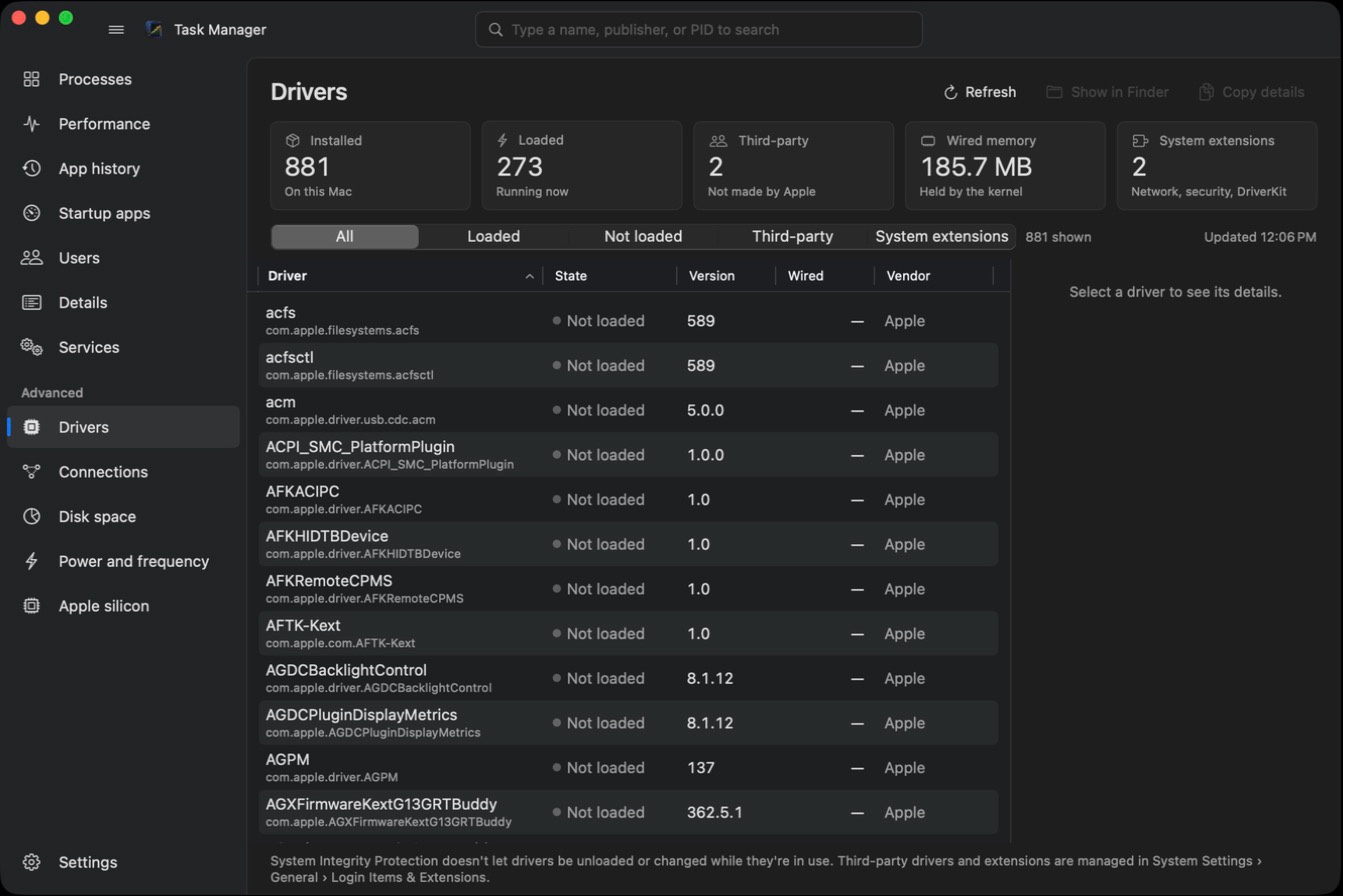 Task Manager
Type a name, publisher, or PID to search
Processes
Performance
App history
Startup apps
Users
Details
Services
Advanced
Drivers
Connections
Disk space
Power and frequency
Apple silicon
Settings
Drivers
Refresh
Show in Finder
Copy details
Installed
881
On this Mac
Loaded
273
Running now
Third-party
2
Not made by Apple
Wired memory
185.7 MB
Held by the kernel
System extensions
2
Network, security, DriverKit
All Loaded Not loaded Third-party System extensions 881 shown Updated 12:06 PM
Driver State Version Wired Vendor
Select a driver to see its details.
acfs
com.apple.filesystems.acfs
Not loaded 589 — Apple
acfsctl
com.apple.filesystems.acfsctl
Not loaded 589 — Apple
acm
com.apple.driver.usb.cdc.acm
Not loaded 5.0.0 — Apple
ACPI_SMC_PlatformPlugin
com.apple.driver.ACPI_SMC_PlatformPlugin
Not loaded 1.0.0 — Apple
AFKACIPC
com.apple.driver.AFKACIPC
Not loaded 1.0 — Apple
AFKHIDTBDevice
com.apple.driver.AFKHIDTBDevice
Not loaded 1.0 — Apple
AFKRemoteCPMS
com.apple.driver.AFKRemoteCPMS
Not loaded 1.0 — Apple
AFTK-Kext
com.apple.com.AFTK-Kext
Not loaded 1.0 — Apple
AGDCBacklightControl
com.apple.driver.AGDCBacklightControl
Not loaded 8.1.12 — Apple
AGDCPluginDisplayMetrics
com.apple.AGDCPluginDisplayMetrics
Not loaded 8.1.12 — Apple
AGPM
com.apple.driver.AGPM
Not loaded 137 — Apple
AGXFirmwareKextG13GRTBuddy
com.apple.AGXFirmwareKextG13GRTBuddy
Not loaded 362.5.1 — Apple
System Integrity Protection doesn't let drivers be unloaded or changed while they're in use. Third-party drivers and extensions are managed in System Settings ›
General › Login Items & Extensions.